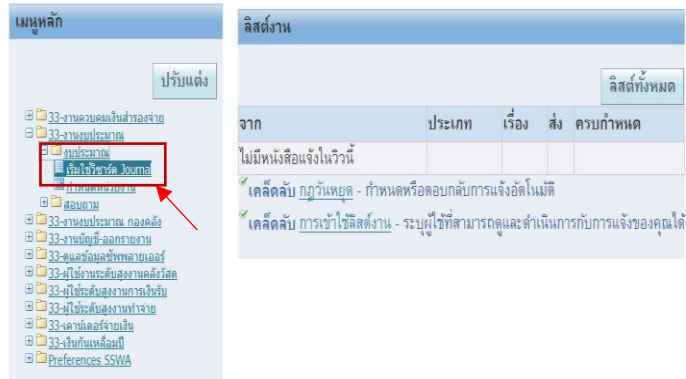 เมนูหลัก
ปรับแต่ง
33-งานควบคุมเงินสำรองจ่าย
33-งานงบประมาณ
งบประมาณ
เริ่มใช้วิซาร์ด Journal
กำหนดหน่วยงาน
สอบถาม
33-งานงบประมาณ กองคลัง
33-งานบัญชี-ออกรายงาน
33-ดูแลข้อมูลซัพพลายเออร์
33-ผู้ใช้งานระดับสูงงานคลังวัสดุ
33-ผู้ใช้ระดับสูงงานการเงินรับ
33-ผู้ใช้ระดับสูงงานทำจ่าย
33-เคาน์เตอร์จ่ายเงิน
33-เงินกันเหลื่อมปี
Preferences SSWA
ลิสต์งาน
ลิสต์ทั้งหมด
จาก ประเภท เรื่อง ส่ง ครบกำหนด
ไม่มีหนังสือแจ้งในวิวนี้
เคล็ดลับ กฎวันหยุด - กำหนดหรือตอบกลับการแจ้งอัตโนมัติ
เคล็ดลับ การเข้าใช้ลิสต์งาน - ระบุผู้ใช้ที่สามารถดูและดำเนินการกับการแจ้งของคุณได้